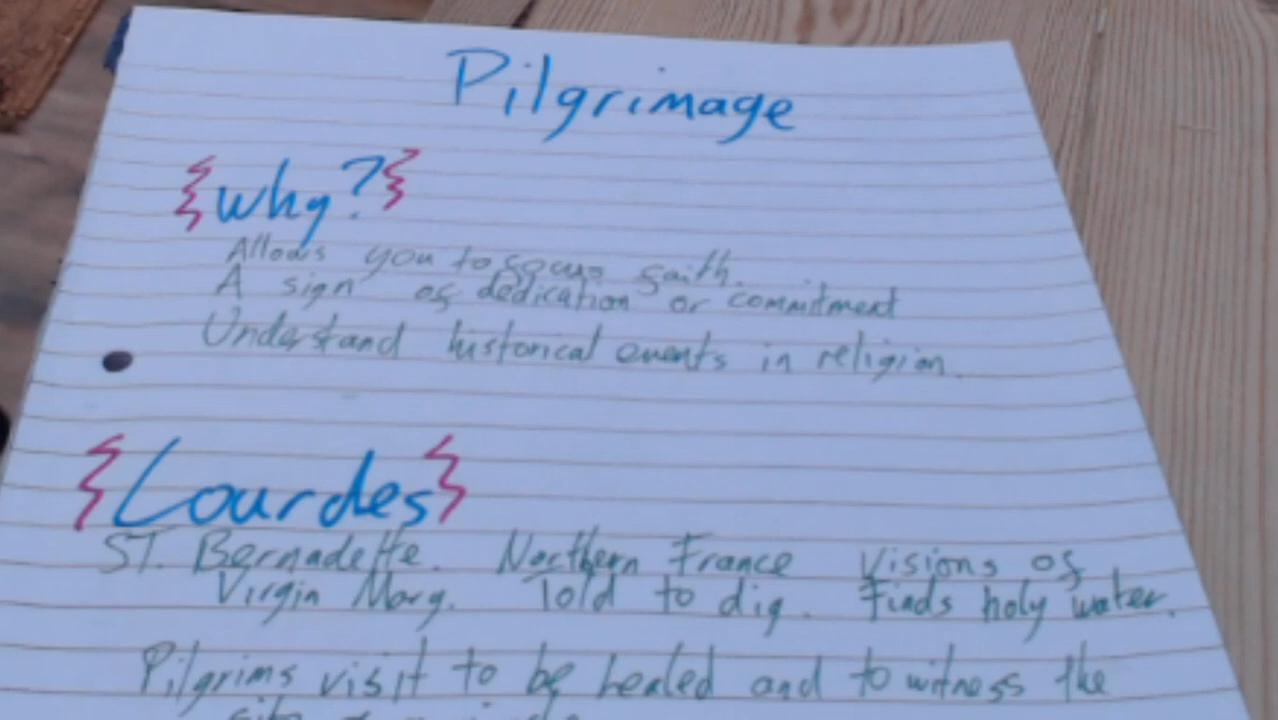 Pilgrimage
{Why?}
Allows you to focus faith.
A sign of dedication or commitment
Understand historical events in religion.
{Lourdes}
ST. Bernadette. Northern France Visions of
Virgin Mary. Told to dig. Finds holy water.
Pilgrims visit to be healed and to witness the